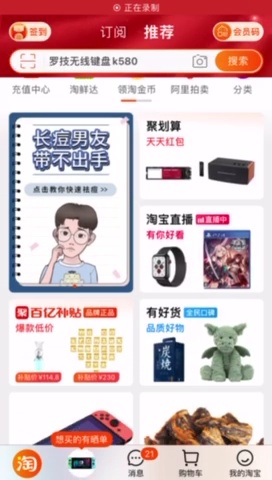 正在录制
签到
订阅
推荐
会员码
罗技无线键盘k580
搜索
充值中心
淘鲜达
领淘金币
阿里拍卖
分类
长痘男友
带不出手
点击教你快速祛痘
聚划算
天天红包
淘宝直播
直播中
有你好看
聚百亿补贴
品牌正品
爆款低价
补贴价¥114.8
补贴价¥230
有好货
全民口碑
品质好物
炭烧
想买的有晒单
淘
21
消息
购物车
我的淘宝